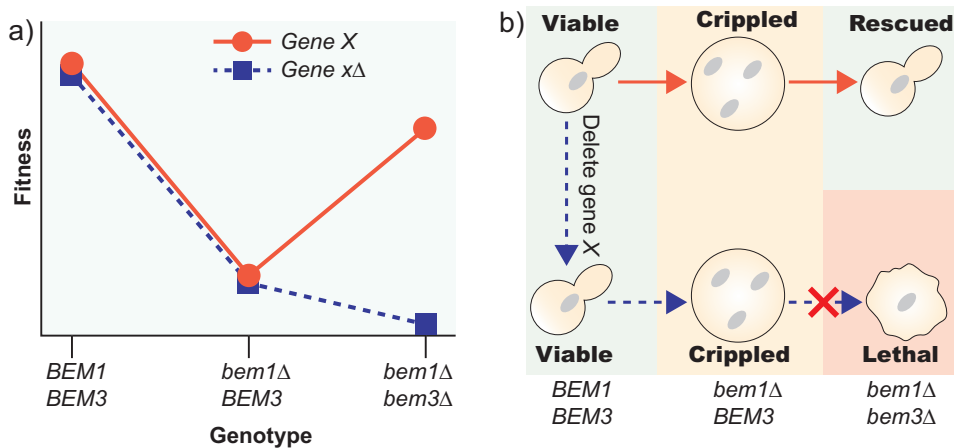 a)
Gene X
Gene xΔ
Fitness
BEM1
BEM3
bem1Δ
BEM3
bem1Δ
bem3Δ
Genotype
b)
Viable
Crippled
Rescued
Delete gene X
Viable
Crippled
Lethal
BEM1
BEM3
bem1Δ
BEM3
bem1Δ
bem3Δ